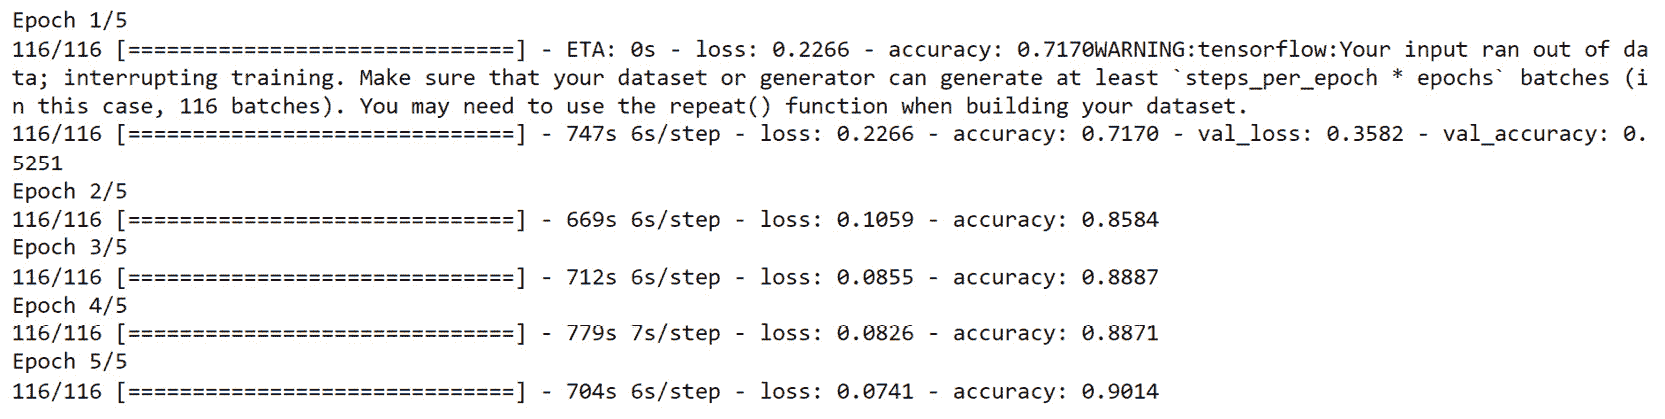 Epoch 1/5
116/116 [==============================] - ETA: 0s - loss: 0.2266 - accuracy: 0.7170WARNING:tensorflow:Your input ran out of da
ta; interrupting training. Make sure that your dataset or generator can generate at least `steps_per_epoch * epochs` batches (i
n this case, 116 batches). You may need to use the repeat() function when building your dataset.
116/116 [==============================] - 747s 6s/step - loss: 0.2266 - accuracy: 0.7170 - val_loss: 0.3582 - val_accuracy: 0.
5251
Epoch 2/5
116/116 [==============================] - 669s 6s/step - loss: 0.1059 - accuracy: 0.8584
Epoch 3/5
116/116 [==============================] - 712s 6s/step - loss: 0.0855 - accuracy: 0.8887
Epoch 4/5
116/116 [==============================] - 779s 7s/step - loss: 0.0826 - accuracy: 0.8871
Epoch 5/5
116/116 [==============================] - 704s 6s/step - loss: 0.0741 - accuracy: 0.9014